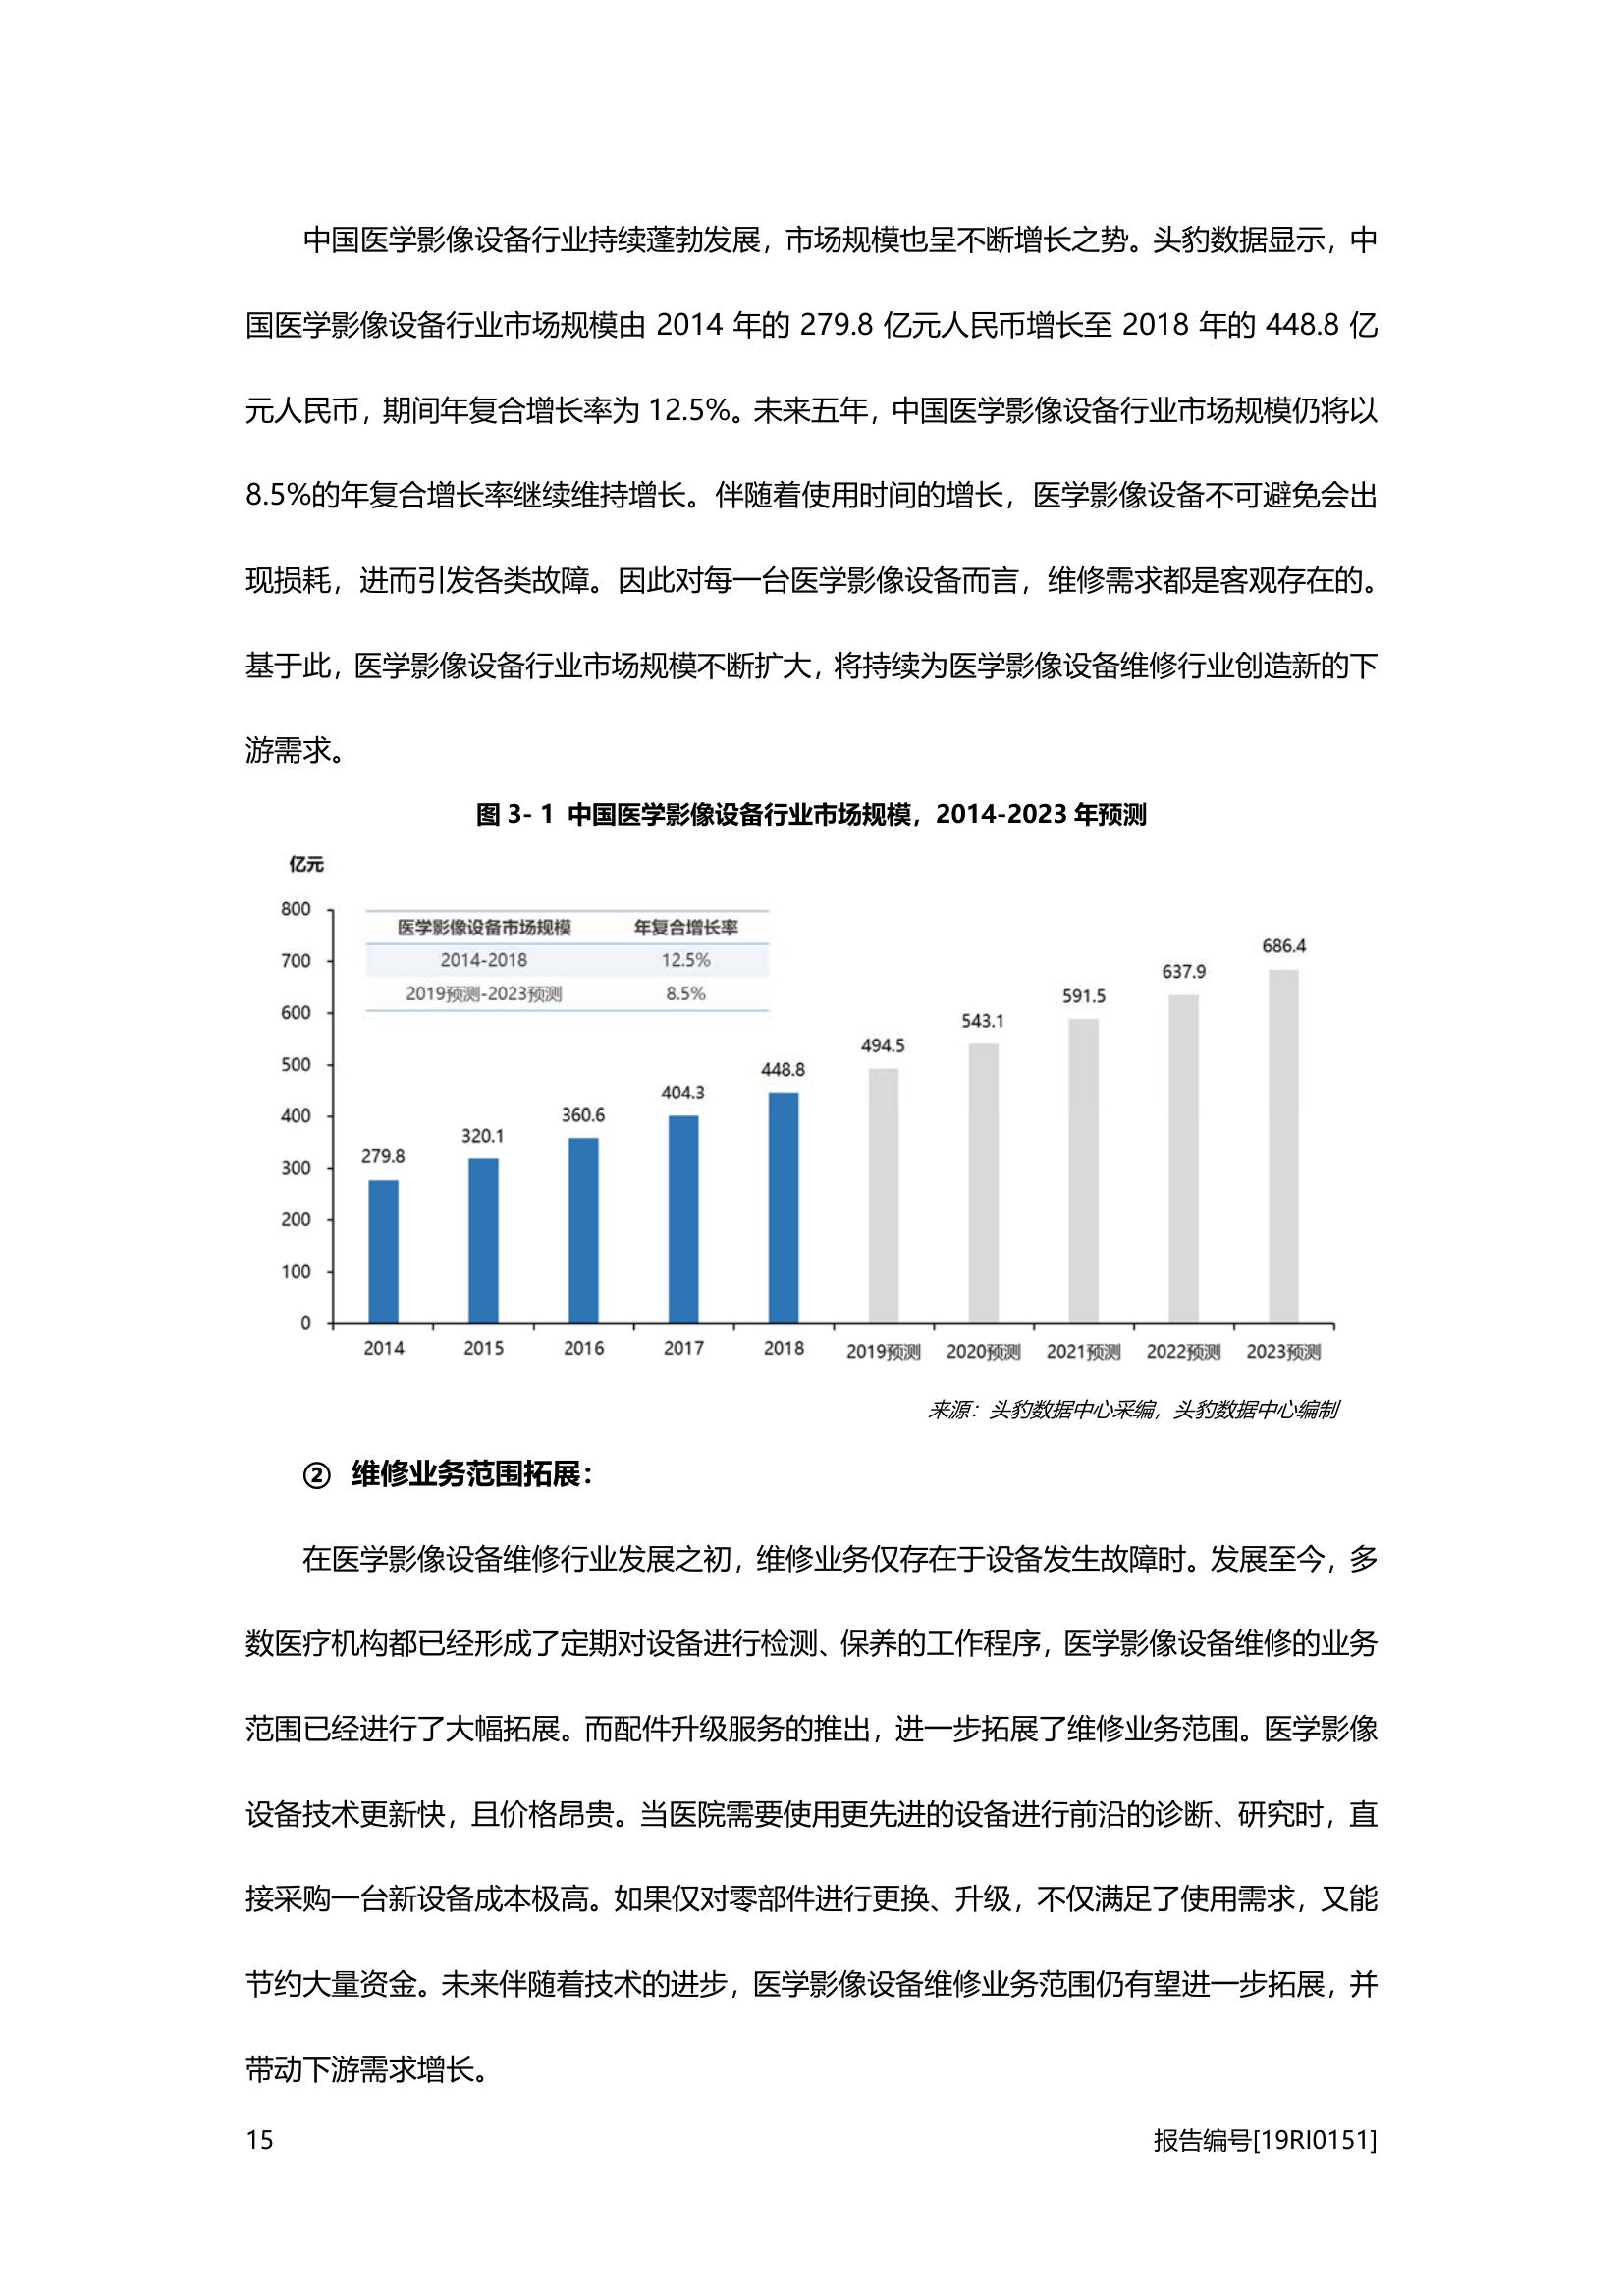 中国医学影像设备行业持续蓬勃发展，市场规模也呈不断增长之势。头豹数据显示，中
国医学影像设备行业市场规模由 2014 年的 279.8 亿元人民币增长至 2018 年的 448.8 亿
元人民币，期间年复合增长率为 12.5%。未来五年，中国医学影像设备行业市场规模仍将以
8.5%的年复合增长率继续维持增长。伴随着使用时间的增长，医学影像设备不可避免会出
现损耗，进而引发各类故障。因此对每一台医学影像设备而言，维修需求都是客观存在的。
基于此，医学影像设备行业市场规模不断扩大，将持续为医学影像设备维修行业创造新的下
游需求。
图 3- 1 中国医学影像设备行业市场规模，2014-2023 年预测
亿元
800
700
600
500
400
300
200
100
0
医学影像设备市场规模 年复合增长率
2014-2018 12.5%
2019预测-2023预测 8.5%
279.8 320.1 360.6 404.3 448.8 494.5 543.1 591.5 637.9 686.4
2014 2015 2016 2017 2018 2019预测 2020预测 2021预测 2022预测 2023预测
来源：头豹数据中心采编，头豹数据中心编制
② 维修业务范围拓展：
在医学影像设备维修行业发展之初，维修业务仅存在于设备发生故障时。发展至今，多
数医疗机构都已经形成了定期对设备进行检测、保养的工作程序，医学影像设备维修的业务
范围已经进行了大幅拓展。而配件升级服务的推出，进一步拓展了维修业务范围。医学影像
设备技术更新快，且价格昂贵。当医院需要使用更先进的设备进行前沿的诊断、研究时，直
接采购一台新设备成本极高。如果仅对零部件进行更换、升级，不仅满足了使用需求，又能
节约大量资金。未来伴随着技术的进步，医学影像设备维修业务范围仍有望进一步拓展，并
带动下游需求增长。
15 报告编号[19RI0151]